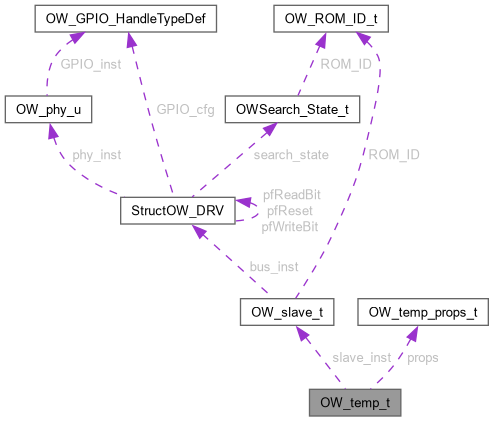 OW_GPIO_HandleTypeDef
OW_ROM_ID_t
GPIO_inst
ROM_ID
OW_phy_u
GPIO_cfg
OWSearch_State_t
phy_inst
search_state
ROM_ID
StructOW_DRV
pfReadBit
pfReset
pfWriteBit
bus_inst
OW_slave_t
OW_temp_props_t
slave_inst
props
OW_temp_t